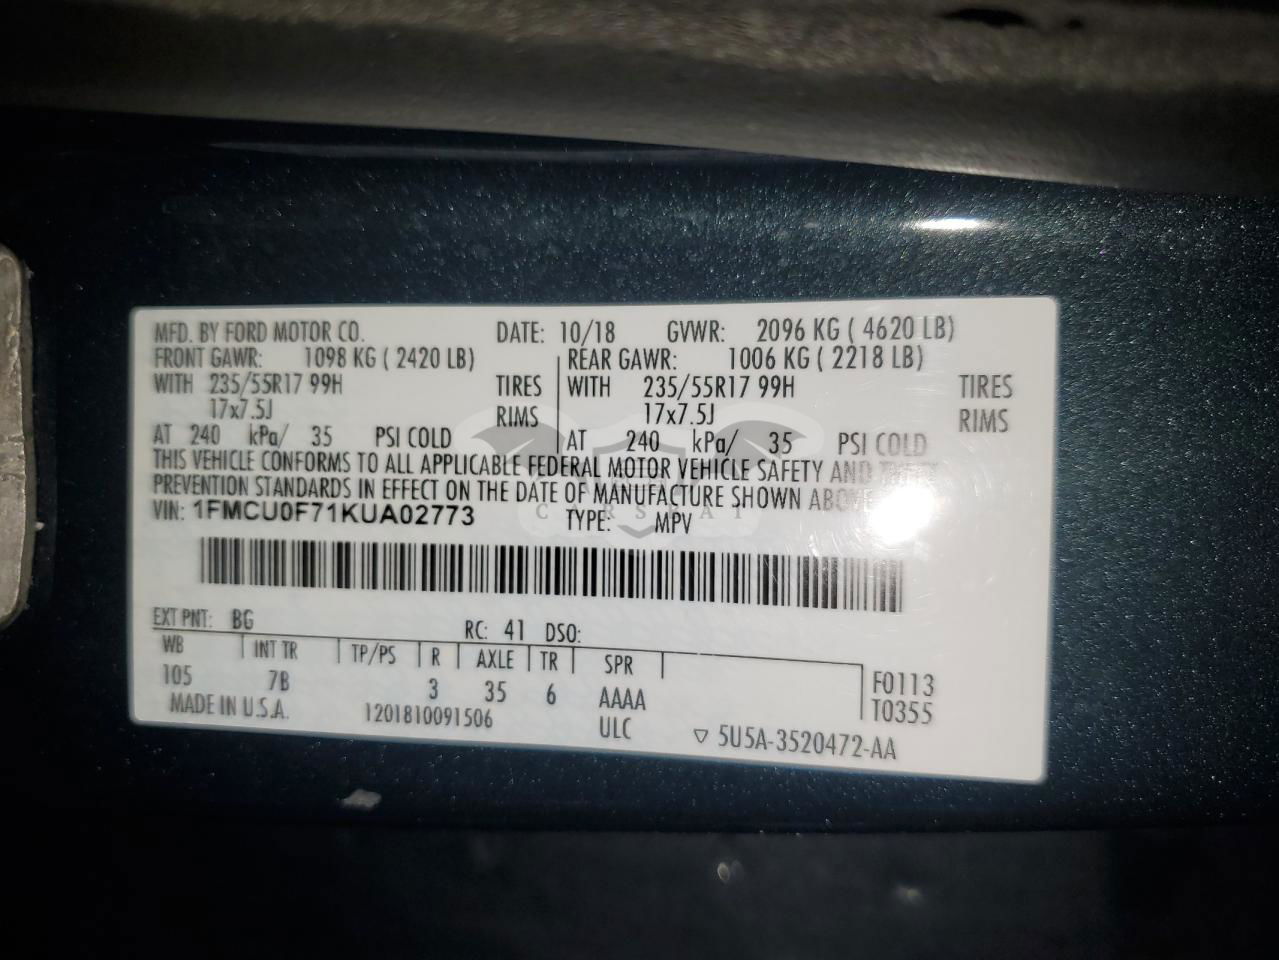 MFD. BY FORD MOTOR CO. DATE: 10/18 GVWR: 2096 KG ( 4620 LB)
FRONT GAWR: 1098 KG ( 2420 LB) REAR GAWR: 1006 KG ( 2218 LB)
WITH 235/55R17 99H TIRES WITH 235/55R17 99H TIRES
17x7.5J RIMS 17x7.5J RIMS
AT 240 kPa/ 35 PSI COLD AT 240 kPa/ 35 PSI COLD
THIS VEHICLE CONFORMS TO ALL APPLICABLE FEDERAL MOTOR VEHICLE SAFETY AND THEFT
PREVENTION STANDARDS IN EFFECT ON THE DATE OF MANUFACTURE SHOWN ABOVE
VIN: 1FMCU0F71KUA02773 TYPE: MPV
CARSEAT
EXT PNT: BG RC: 41 DSO:
WB INT TR TP/PS R AXLE TR SPR
105 7B 3 35 6 AAAA F0113
MADE IN U.S.A. 1201810091506 ULC T0355
▽ 5U5A-3520472-AA